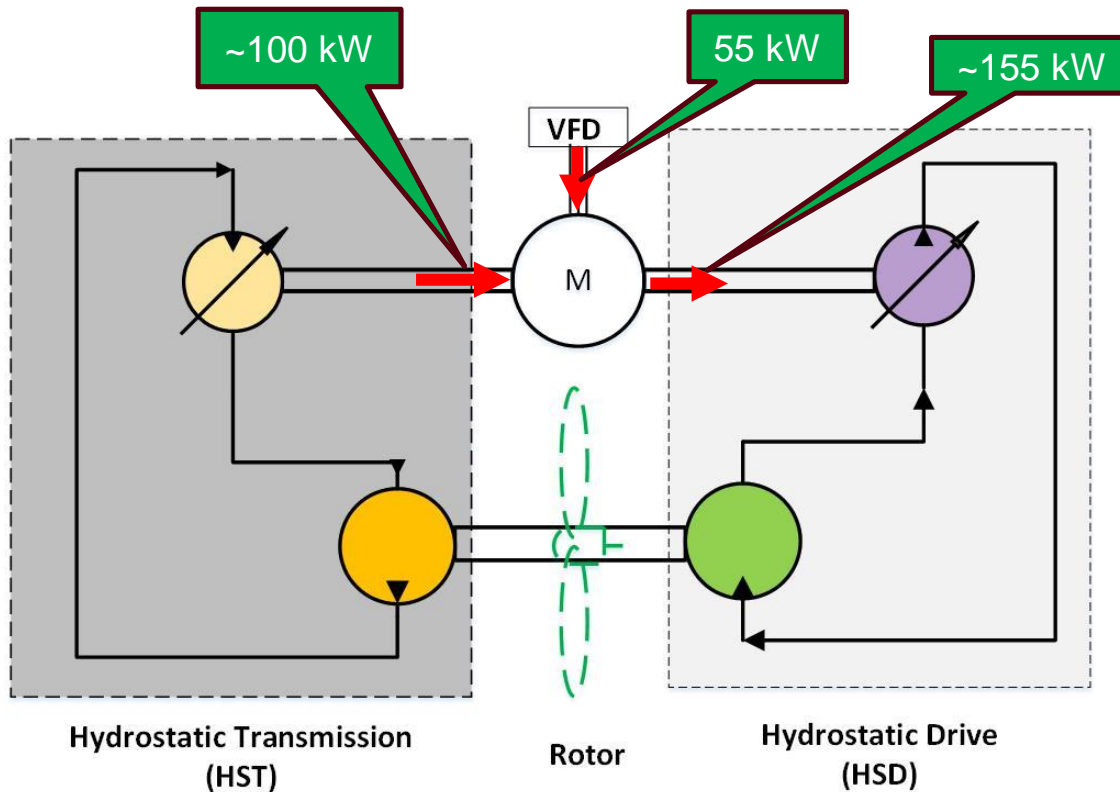 ~100 kW
55 kW
~155 kW
VFD
M
Hydrostatic Transmission
(HST)
Rotor
Hydrostatic Drive
(HSD)